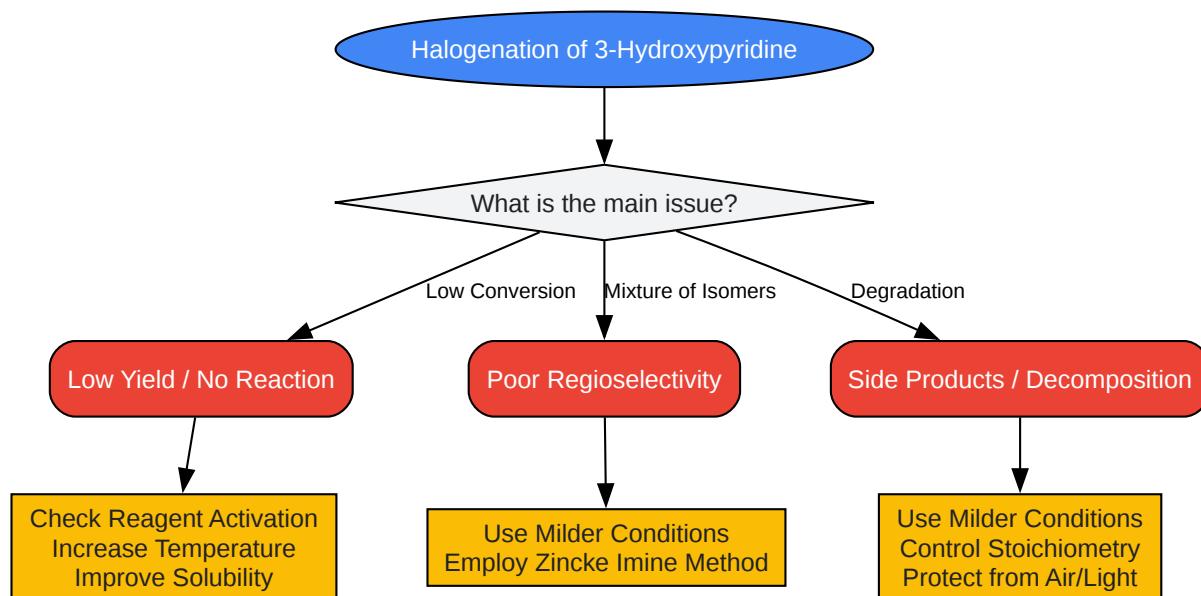 Halogenation of 3-Hydroxypyridine
What is the main issue?
Low Conversion
Mixture of Isomers
Degradation
Low Yield / No Reaction
Poor Regioselectivity
Side Products / Decomposition
Check Reagent Activation
Increase Temperature
Improve Solubility
Use Milder Conditions
Employ Zincke Imine Method
Use Milder Conditions
Control Stoichiometry
Protect from Air/Light